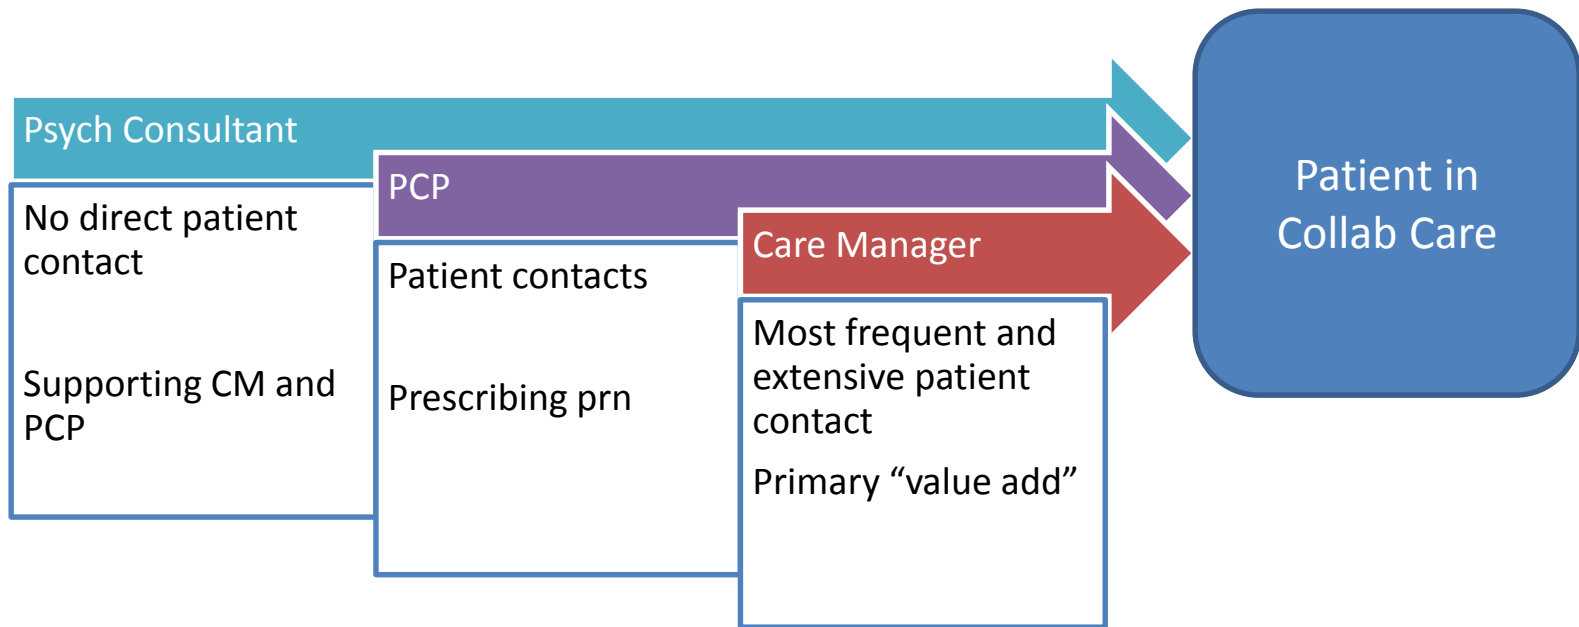 Psych Consultant
No direct patient
contact
Supporting CM and
PCP
PCP
Patient contacts
Prescribing prn
Care Manager
Most frequent and
extensive patient
contact
Primary “value add”
Patient in
Collab Care